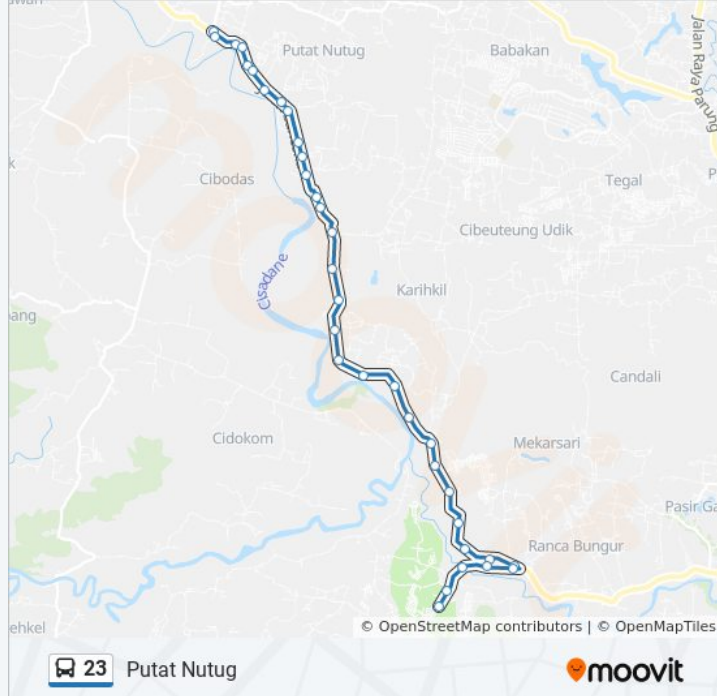 Putat Nutug
Babakan
Jalan Raya Parung
Cibodas
Tegal
Cibeuteung Udik
Cisadane
Karihkil
Candali
Cidokom
Mekarsari
Pasir Ga
Ranca Bungur
ehkel
© OpenStreetMap contributors | © OpenMapTiles
23 Putat Nutug
moovit